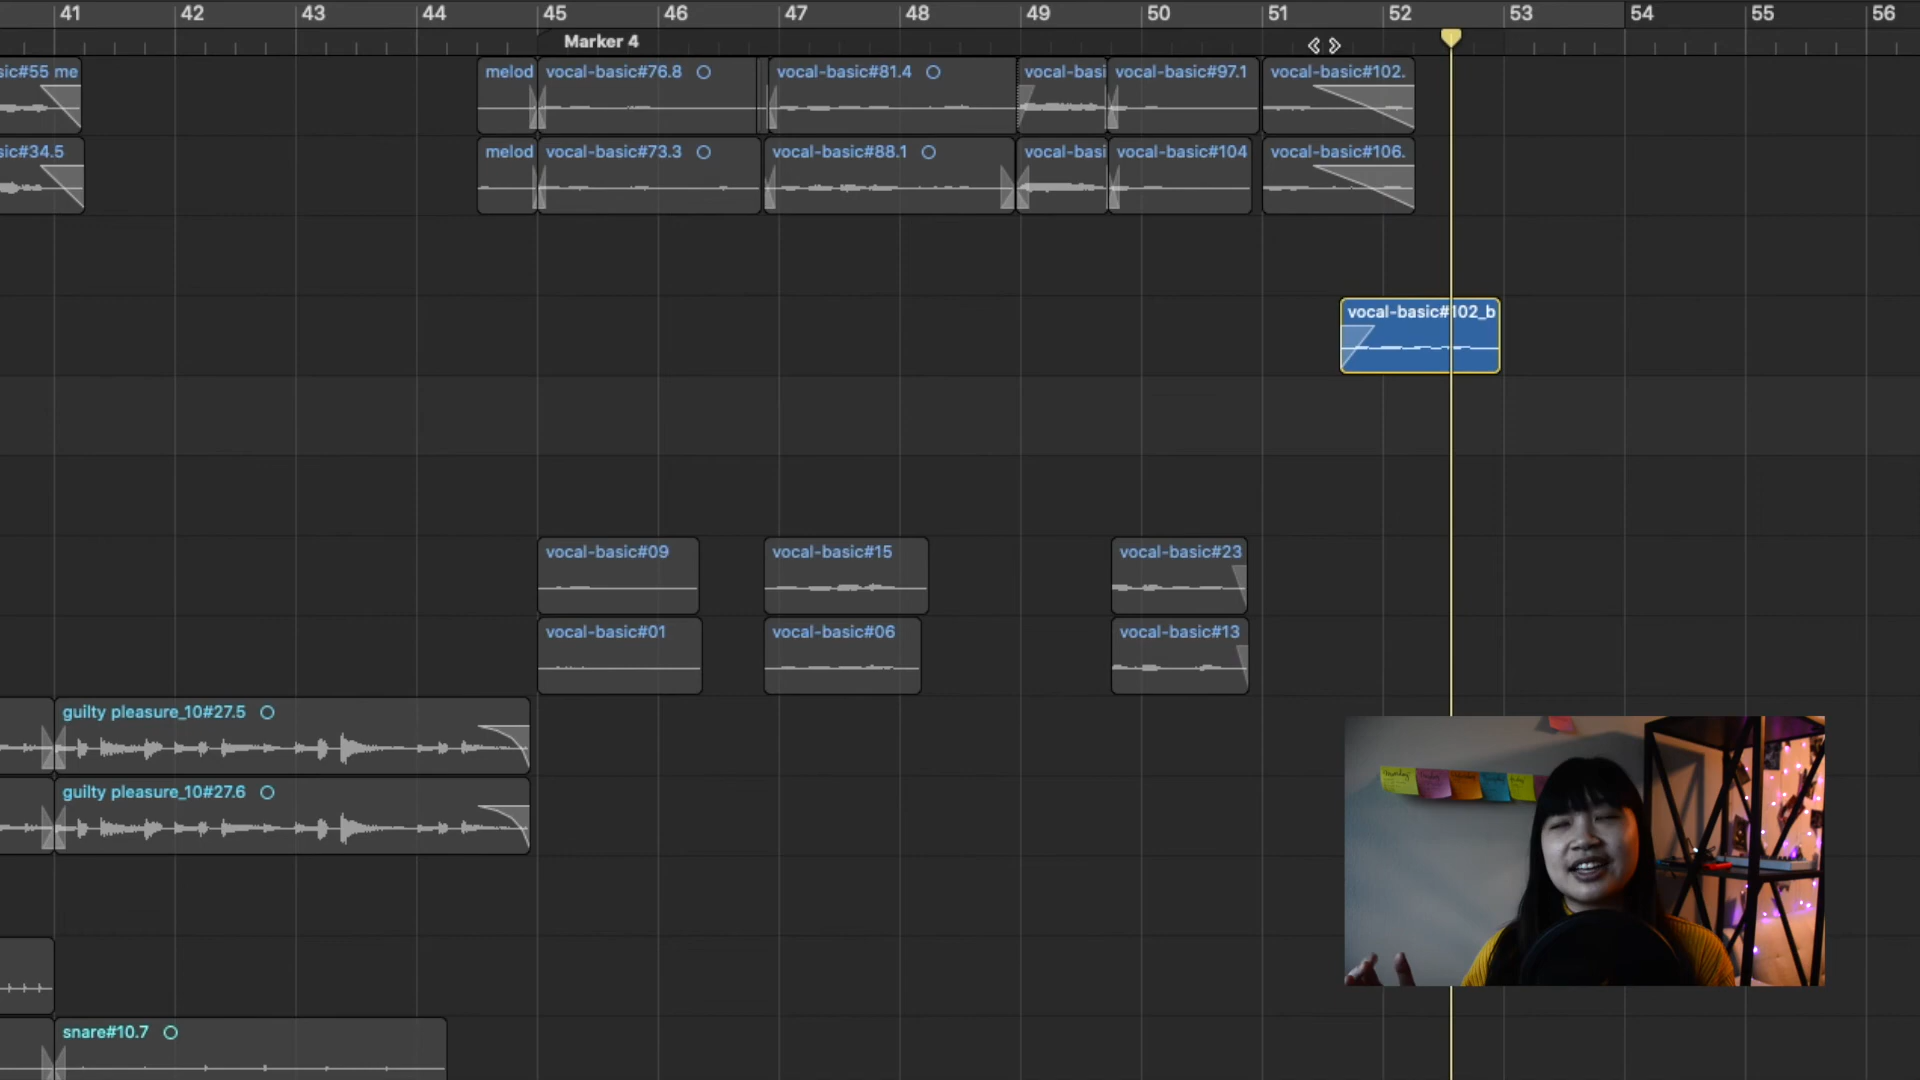 41 42 43 44 45 46 47 48 49 50 51 52 53 54 55 56
Marker 4
sic#55 me melod vocal-basic#76.8 vocal-basic#81.4 vocal-basi vocal-basic#97.1 vocal-basic#102.
sic#34.5 melod vocal-basic#73.3 vocal-basic#88.1 vocal-basi vocal-basic#104 vocal-basic#106.
vocal-basic#102_b
vocal-basic#09 vocal-basic#15 vocal-basic#23
vocal-basic#01 vocal-basic#06 vocal-basic#13
guilty pleasure_10#27.5
guilty pleasure_10#27.6
snare#10.7